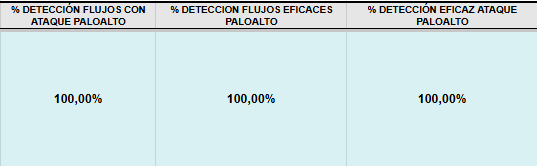 % DETECCIÓN FLUJOS CON ATAQUE PALOALTO
% DETECCION FLUJOS EFICACES PALOALTO
% DETECCIÓN EFICAZ ATAQUE PALOALTO
100,00%
100,00%
100,00%